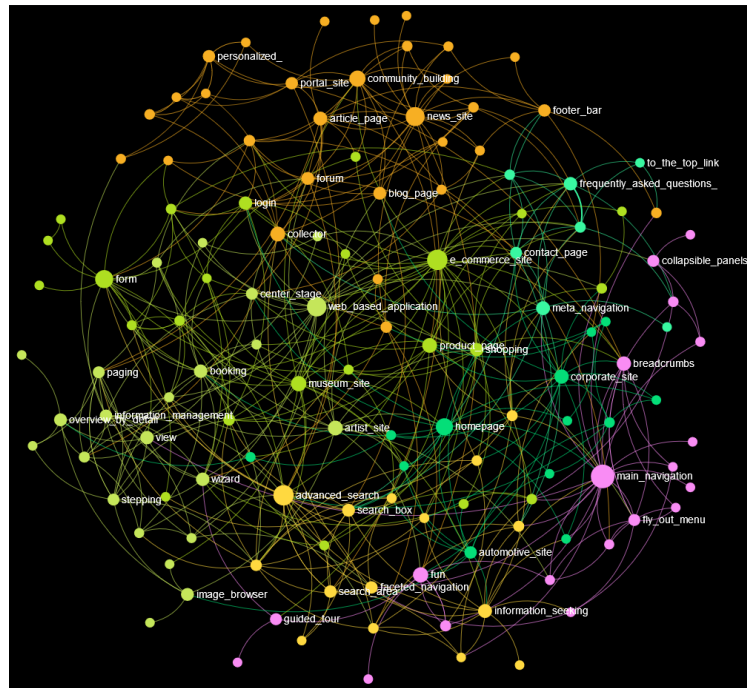 personalized_
community_building
portal_site
article_page
news_site
footer_bar
to_the_top_link
forum
frequently_asked_questions_
blog_page
login
collector
contact_page
e_commerce_site
collapsible_panels
form
center_stage
web_based_application
meta_navigation
product_page
shopping
breadcrumbs
paging
booking
museum_site
corporate_site
information_management
overview_by_detail
view
artist_site
homepage
wizard
main_navigation
stepping
advanced_search
search_box
fly_out_menu
automotive_site
fun
image_browser
search_area
faceted_navigation
guided_tour
information_seeking